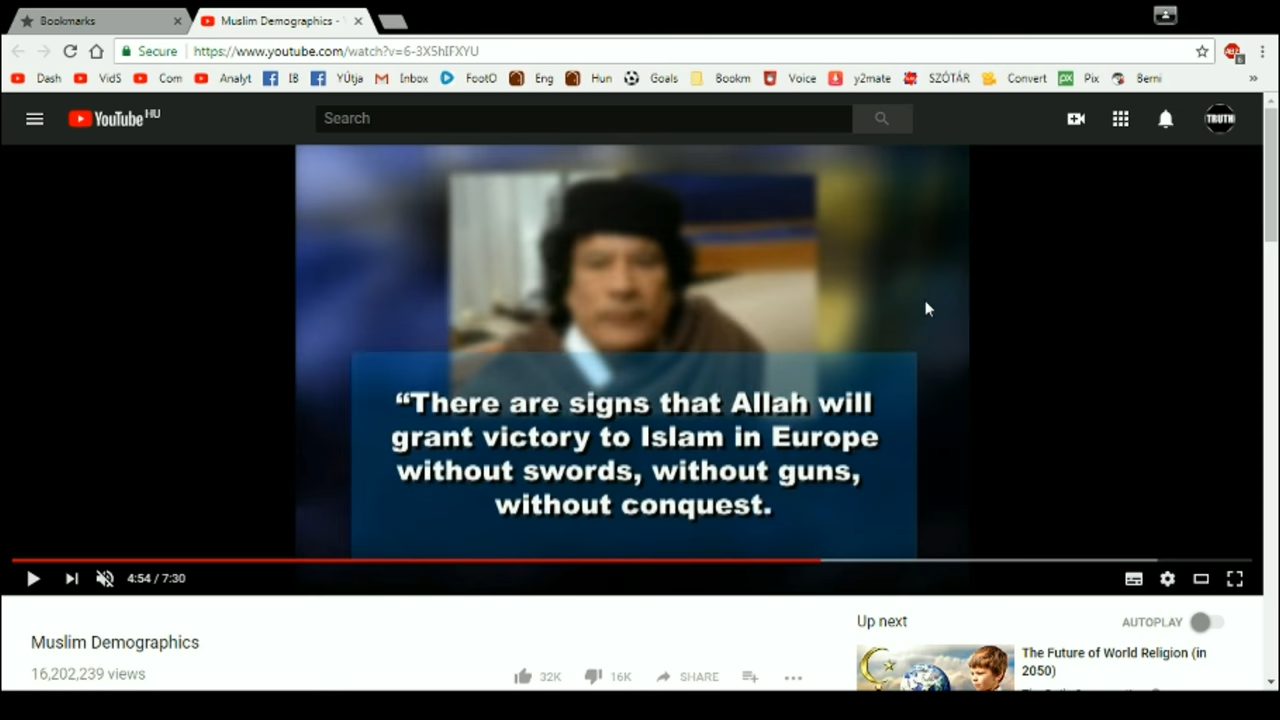 Bookmarks
Muslim Demographics -
Secure
https://www.youtube.com/watch?v=6-3X5hIFXYU
Dash VidS Com Analyt IB YÚtja Inbox FootO Eng Hun Goals Bookm Voice y2mate SZÓTÁR Convert Pix Berni
YouTube HU
Search
TRUTH
“There are signs that Allah will
grant victory to Islam in Europe
without swords, without guns,
without conquest.
4:54 / 7:30
Muslim Demographics
16,202,239 views
32K 16K SHARE
Up next
AUTOPLAY
The Future of World Religion (in
2050)